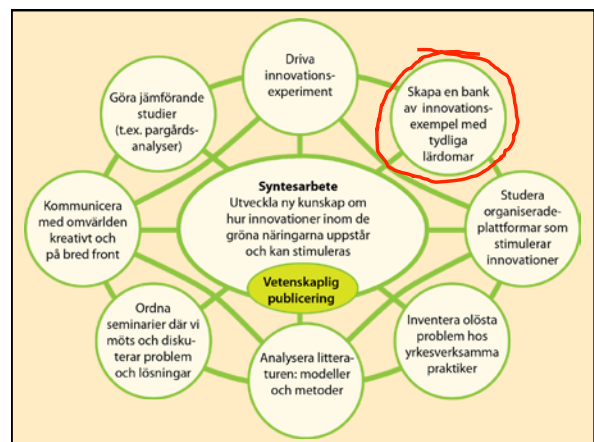 Driva
innovations-
experiment
Skapa en bank
av innovations-
exempel med
tydliga
lärdomar
Göra jämförande
studier
(t.ex. pargårds-
analyser)
Syntesarbete
Utveckla ny kunskap om
hur innovationer inom de
gröna näringarna uppstår
och kan stimuleras
Vetenskaplig
publicering
Kommunicera
med omvärlden
kreativt och
på bred front
Studera
organiserade-
plattformar som
stimulerar
innovationer
Ordna
seminarier där vi
möts och disku-
terar problem
och lösningar
Analysera littera-
turen: modeller
och metoder
Inventera olösta
problem hos
yrkesverksamma
praktiker